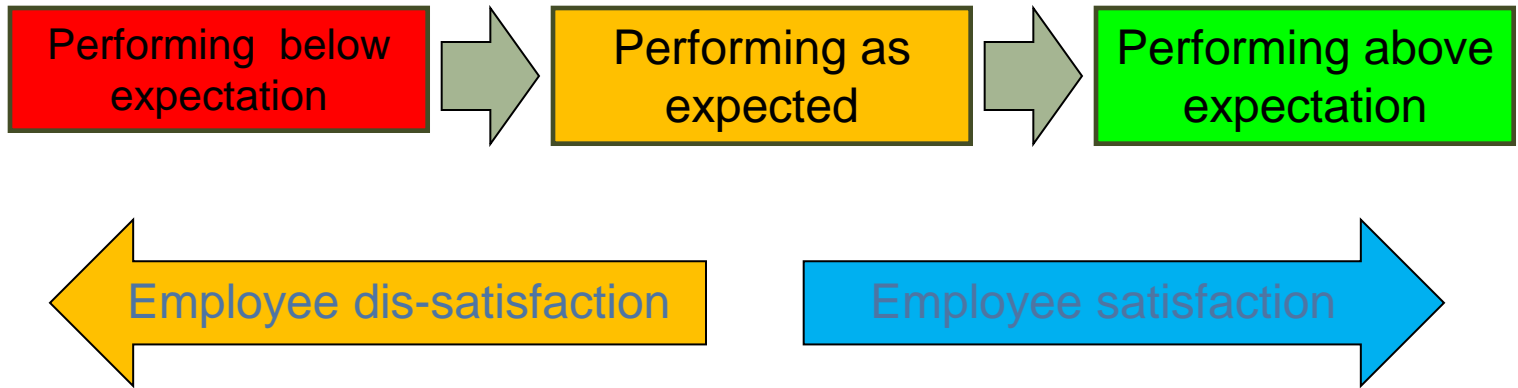 Performing below
expectation
Performing as
expected
Performing above
expectation
Employee dis-satisfaction
Employee satisfaction